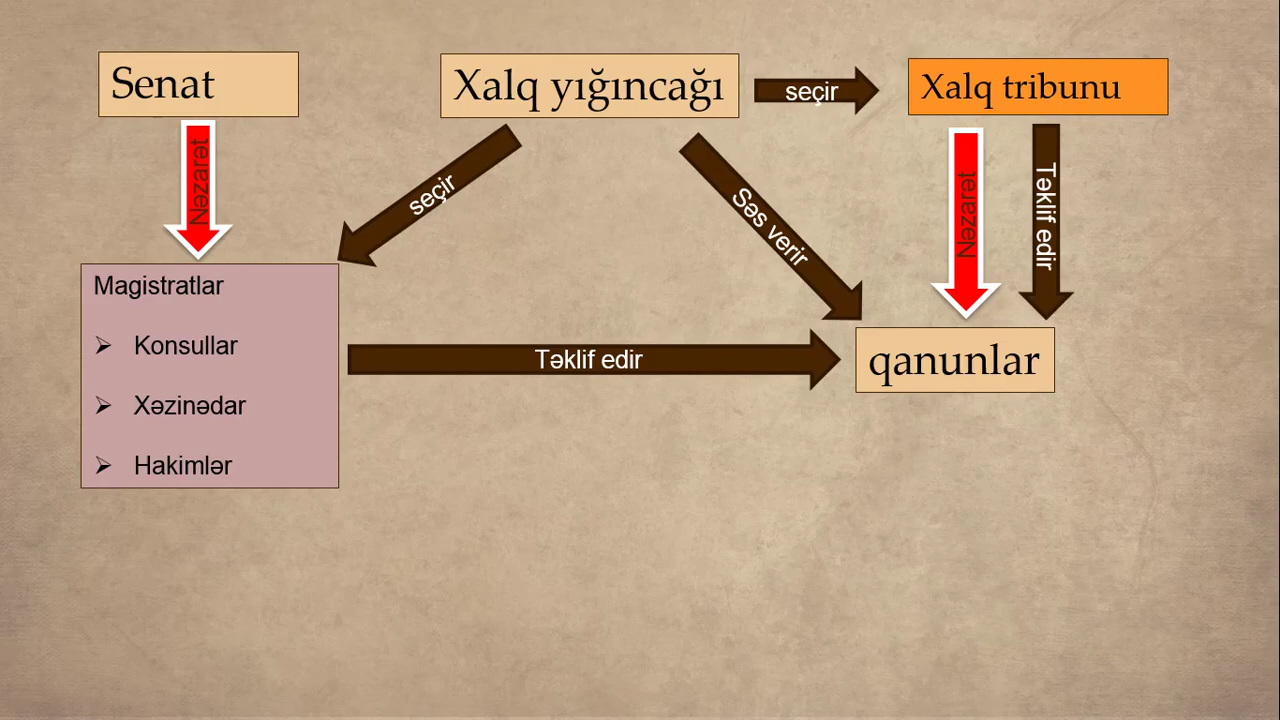 Senat
Xalq yığıncağı
seçir
Xalq tribunu
Nəzarət
seçir
Səs verir
Nəzarət
Təklif edir
Magistratlar
Konsullar
Xəzinədar
Hakimlər
Təklif edir
qanunlar